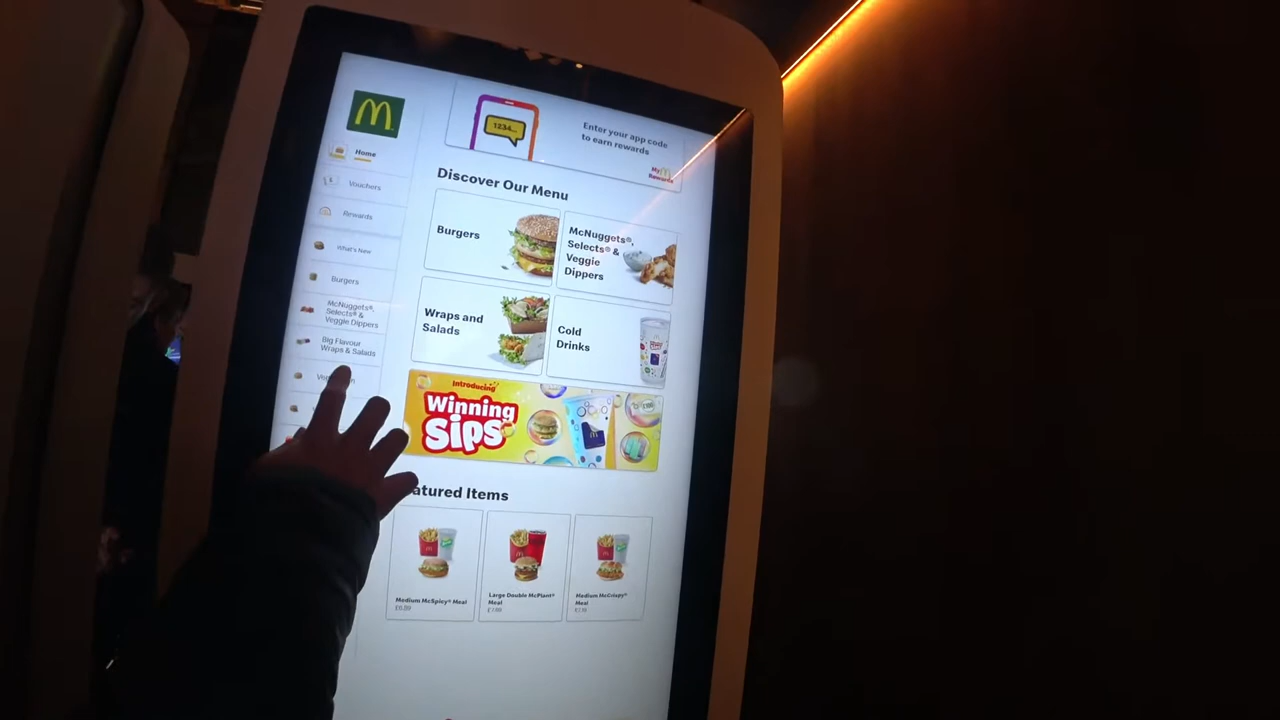 1234...
Enter your app code
to earn rewards
My
Rewards
Home
Vouchers
Rewards
What's New
Burgers
McNuggets®,
Selects® &
Veggie Dippers
Big Flavour
Wraps & Salads
Discover Our Menu
Burgers
McNuggets®,
Selects® &
Veggie
Dippers
Wraps and
Salads
Cold
Drinks
Introducing
Winning
Sips
atured Items
Medium McSpicy® Meal
Large Double McPlant®
Meal
Medium McCrispy®
Meal